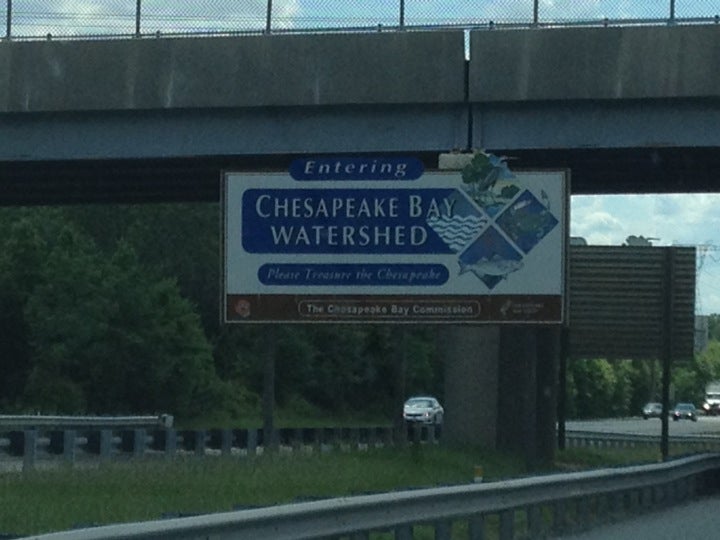 Entering
CHESAPEAKE BAY
WATERSHED
Please Treasure the Chesapeake
The Chesapeake Bay Commission